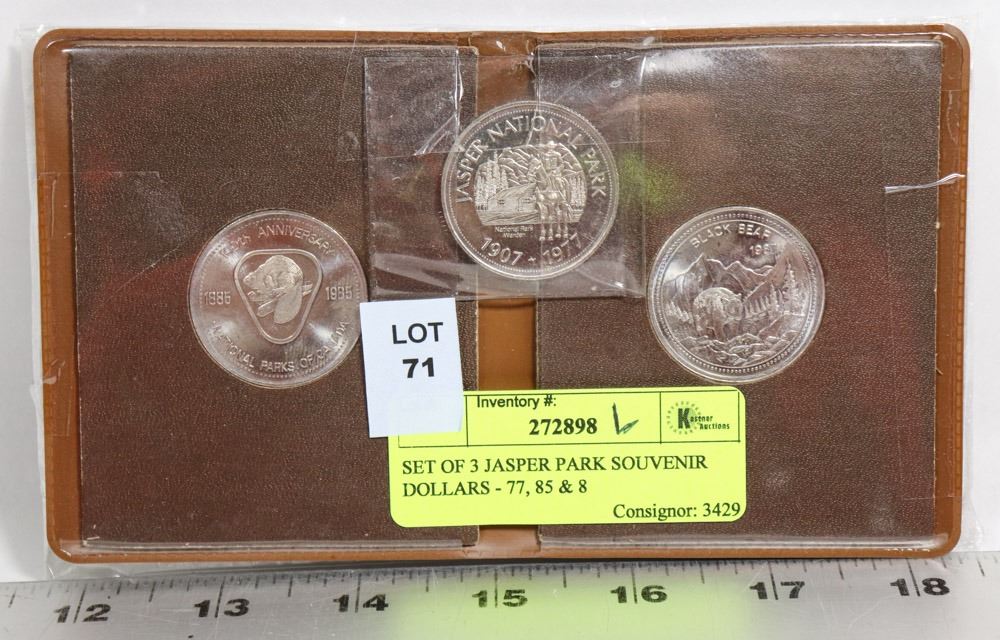 JASPER NATIONAL PARK
National Park
Warden
1907 - 1977
ANNIVERSARY
1885 1985
NATIONAL PARKS OF CANADA
BLACK BEAR
LOT
71
Inventory #:
272898
Kastner
Auctions
SET OF 3 JASPER PARK SOUVENIR
DOLLARS - 77, 85 & 8
Consignor: 3429
12 13 14 15 16 17 18